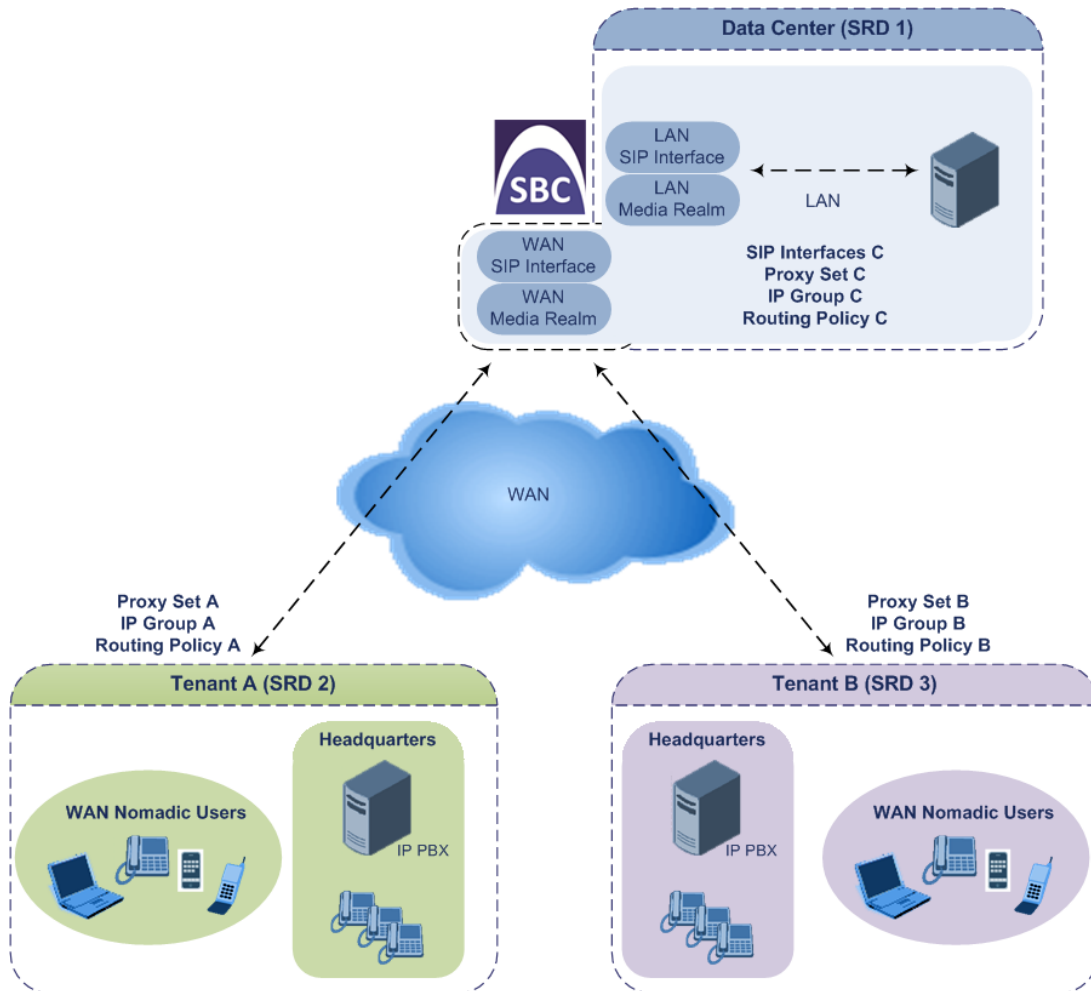 Data Center (SRD 1)
SBC
LAN
SIP Interface
LAN
Media Realm
LAN
WAN
SIP Interface
WAN
Media Realm
SIP Interfaces C
Proxy Set C
IP Group C
Routing Policy C
WAN
Proxy Set A
IP Group A
Routing Policy A
Proxy Set B
IP Group B
Routing Policy B
Tenant A (SRD 2)
WAN Nomadic Users
Headquarters
IP PBX
Tenant B (SRD 3)
Headquarters
IP PBX
WAN Nomadic Users